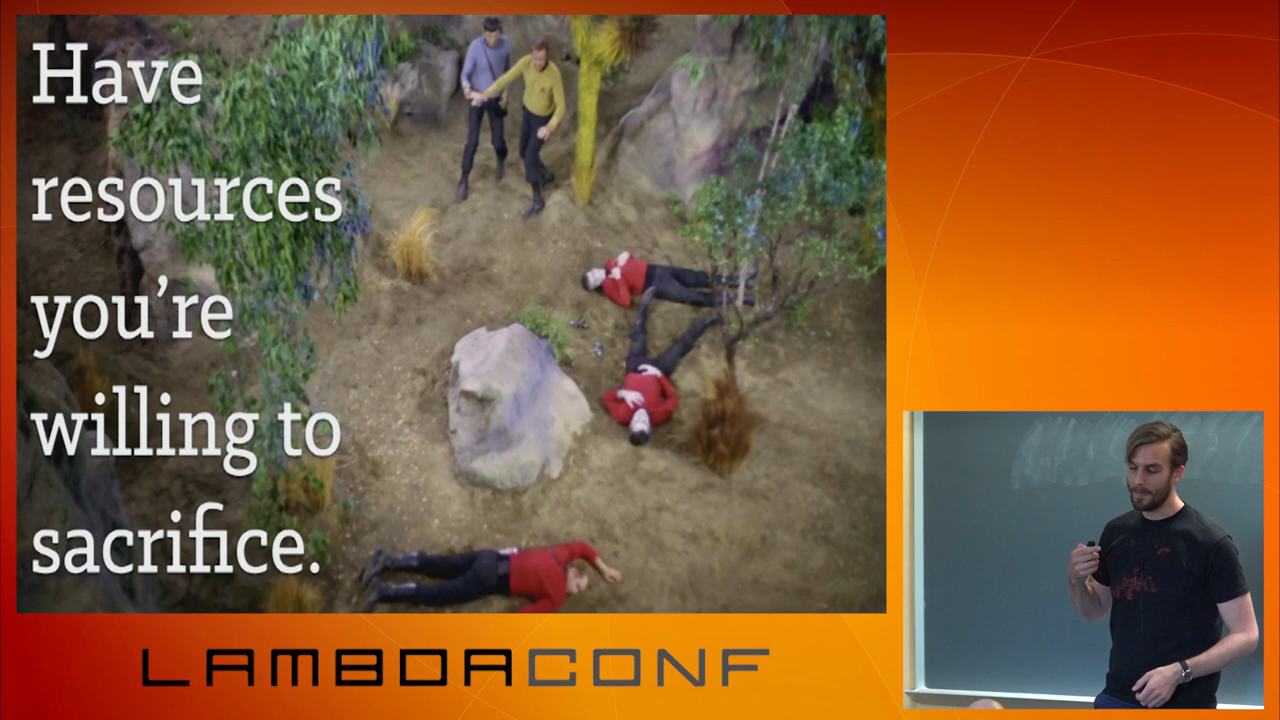 Have
resources
you're
willing to
sacrifice.
LAMBDACONF